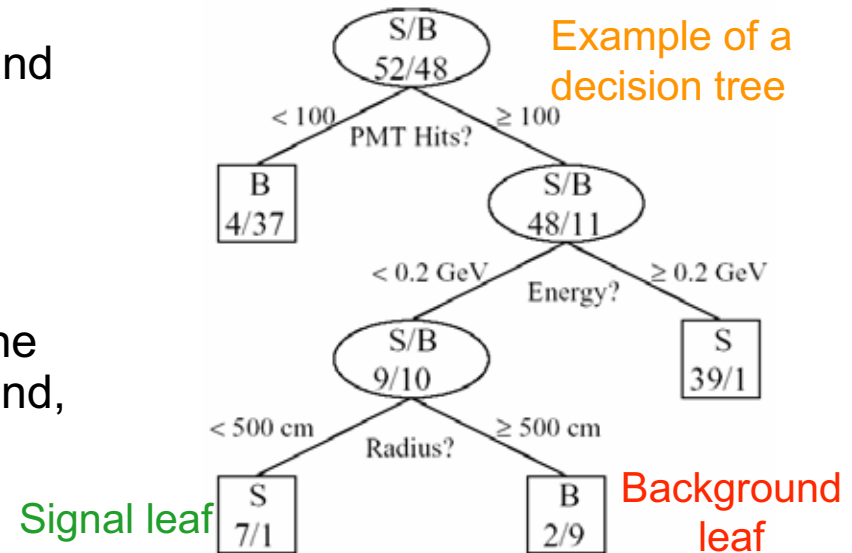 nd
ne
nd,
Example of a
decision tree
S/B
52/48
< 100
≥ 100
PMT Hits?
B
4/37
S/B
48/11
< 0.2 GeV
≥ 0.2 GeV
Energy?
S/B
9/10
S
39/1
< 500 cm
≥ 500 cm
Radius?
Signal leaf
S
7/1
B
2/9
Background
leaf